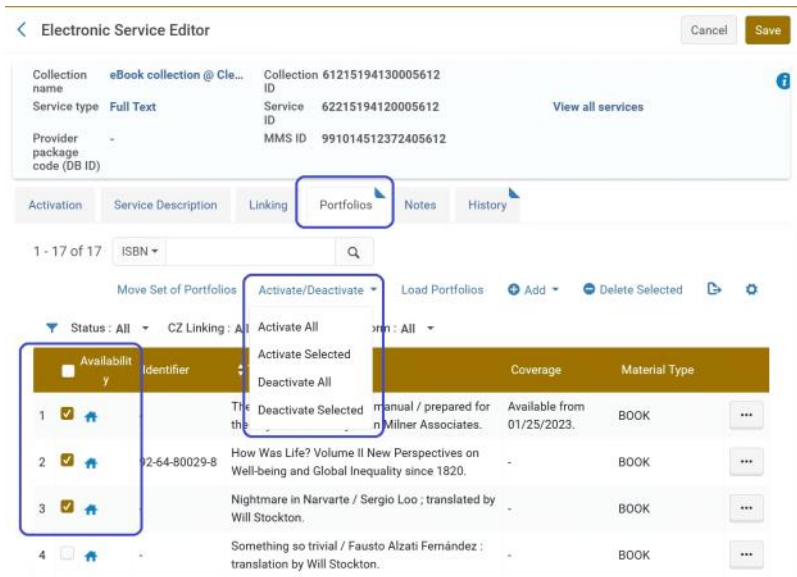 Electronic Service Editor
Cancel
Save
Collection name
eBook collection @ Cle...
Collection ID
61215194130005612
Service type
Full Text
Service ID
62215194120005612
View all services
Provider package code (DB ID)
-
MMS ID
991014512372405612
Activation
Service Description
Linking
Portfolios
Notes
History
1 - 17 of 17
ISBN
Move Set of Portfolios
Activate/Deactivate
Load Portfolios
Add
Delete Selected
Status : All
CZ Linking :
: All
Activate All
Activate Selected
Deactivate All
Deactivate Selected
Availability
Identifier
Coverage
Material Type
1
manual / prepared for
Milner Associates.
Available from
01/25/2023.
BOOK
2
92-64-80029-8
How Was Life? Volume II New Perspectives on
Well-being and Global Inequality since 1820.
-
BOOK
3
-
Nightmare in Narvarte / Sergio Loo ; translated by
Will Stockton.
-
BOOK
4
-
Something so trivial / Fausto Alzati Fernández :
translation by Will Stockton.
-
BOOK